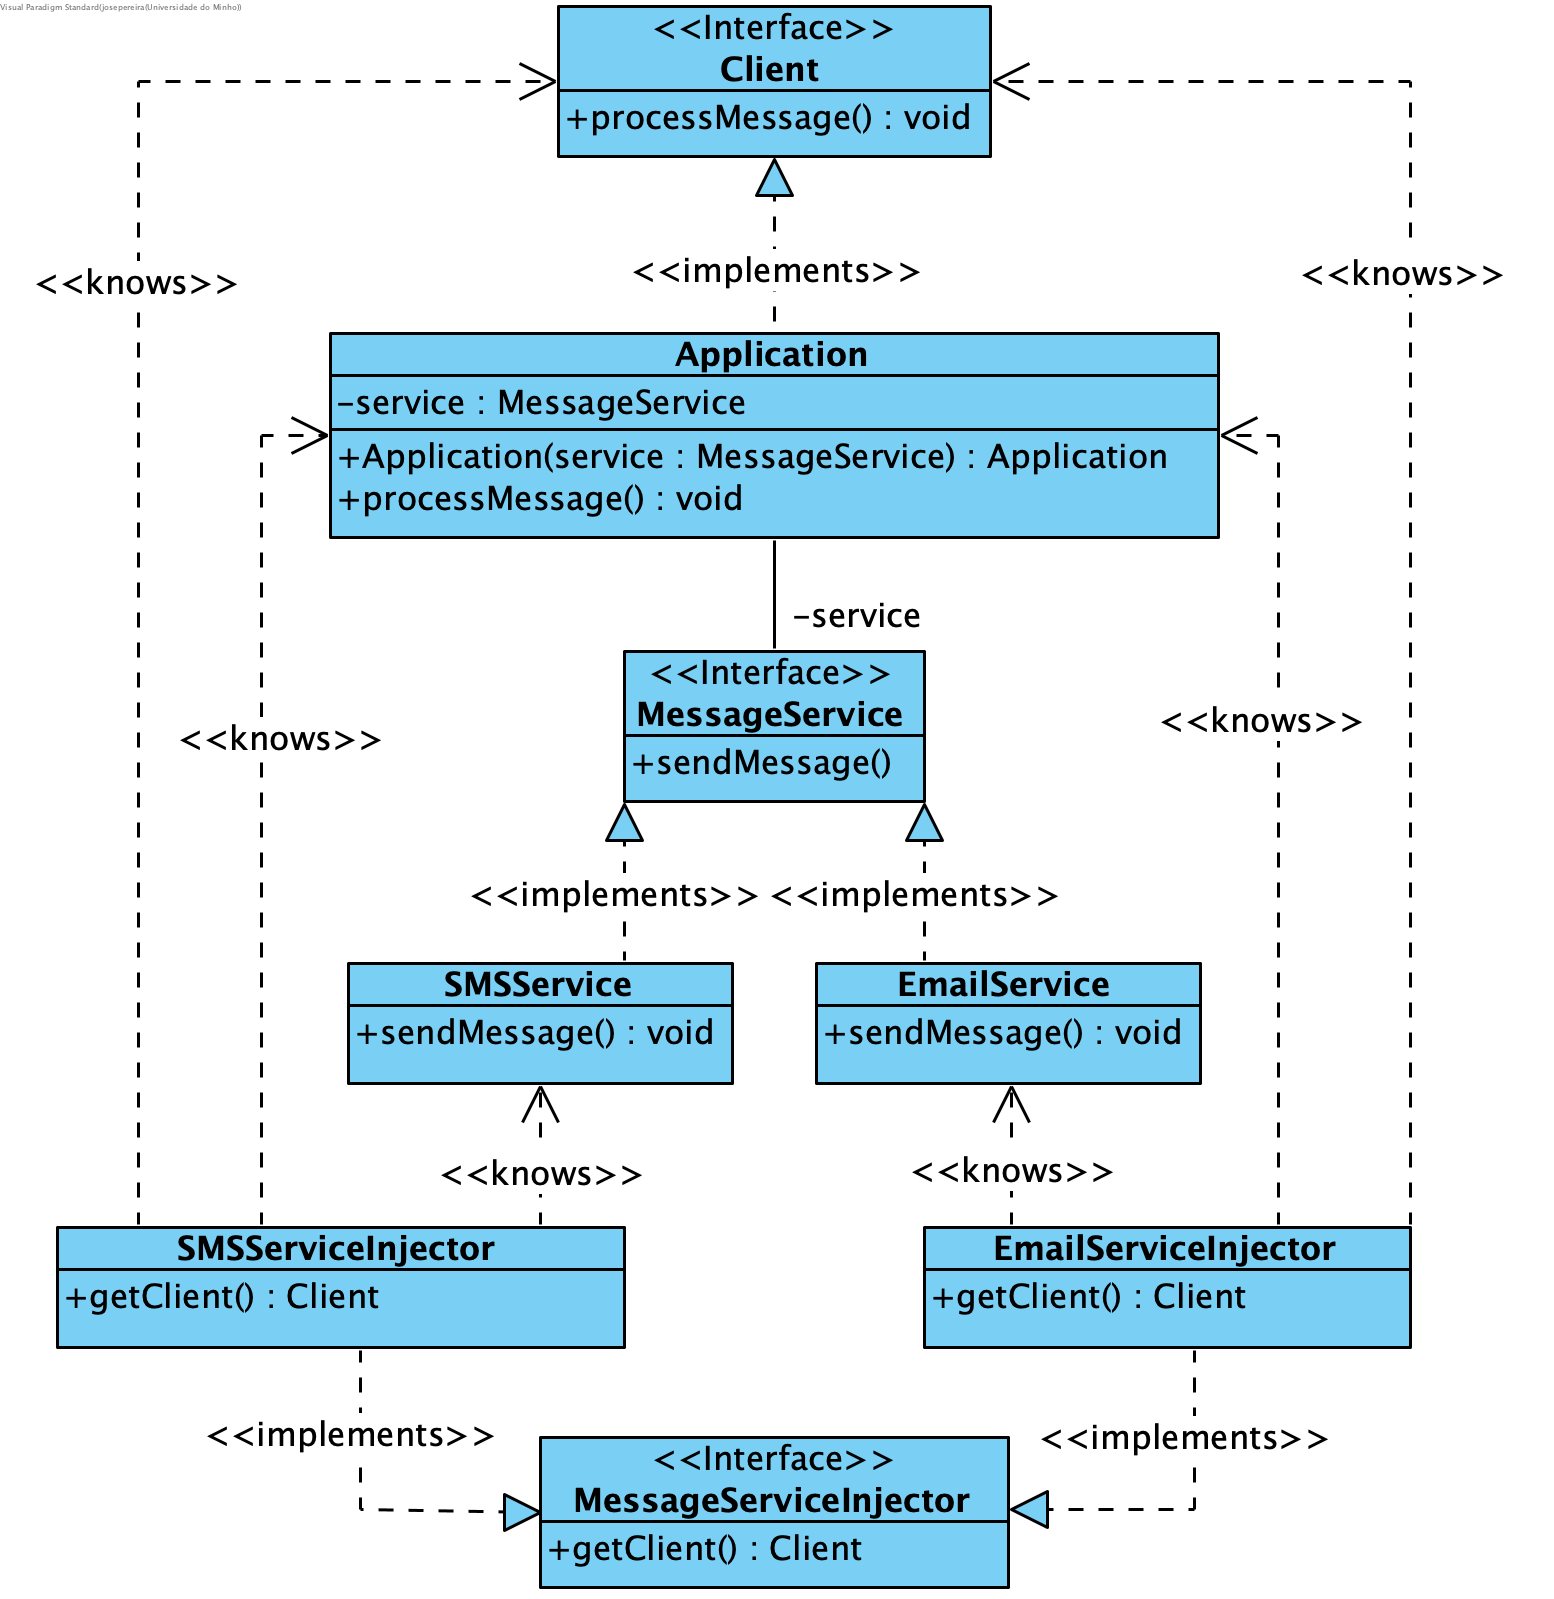 Visual Paradigm Standard(josepereira(Universidade do Minho))
<<Interface>>
Client
+processMessage() : void
<<knows>>
<<implements>>
<<knows>>
Application
-service : MessageService
+Application(service : MessageService) : Application
+processMessage() : void
-service
<<Interface>>
MessageService
+sendMessage()
<<knows>>
<<knows>>
<<implements>>
<<implements>>
SMSService
+sendMessage() : void
EmailService
+sendMessage() : void
<<knows>>
<<knows>>
SMSServiceInjector
+getClient() : Client
EmailServiceInjector
+getClient() : Client
<<implements>>
<<implements>>
<<Interface>>
MessageServiceInjector
+getClient() : Client